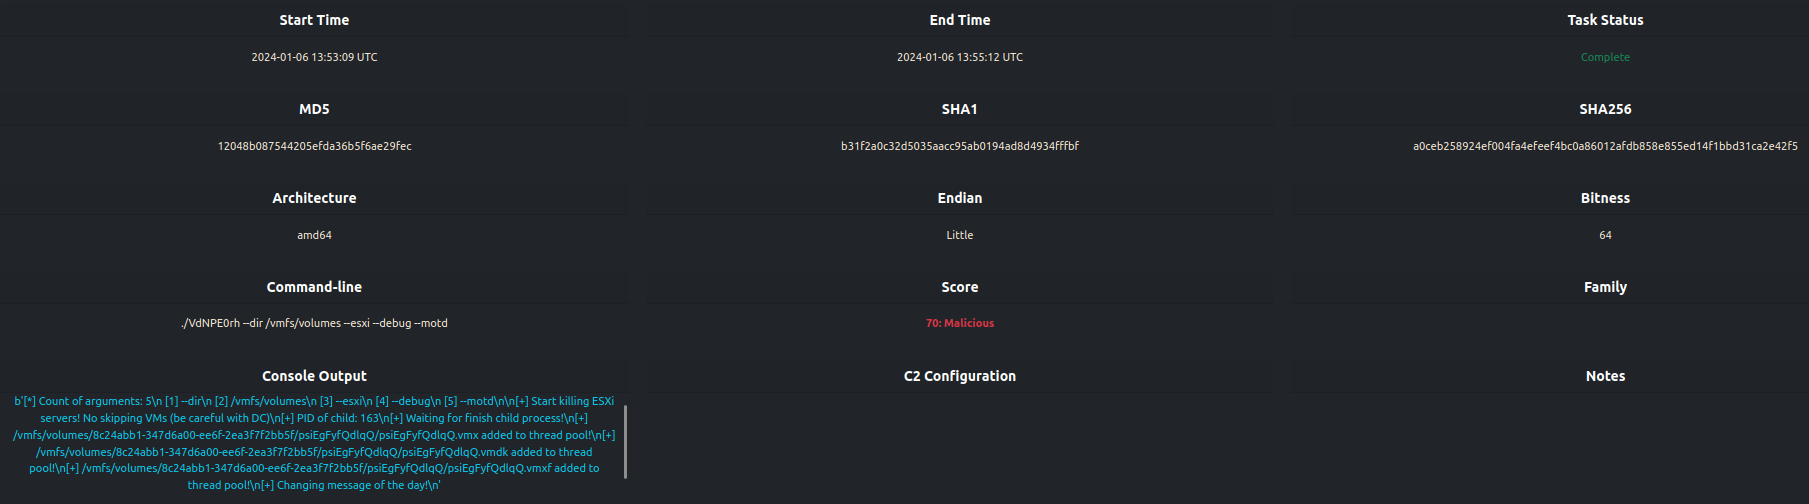 Start Time
End Time
Task Status
2024-01-06 13:53:09 UTC
2024-01-06 13:55:12 UTC
Complete
MD5
SHA1
SHA256
12048b087544205efda36b5f6ae29fec
b31f2a0c32d5035aacc95ab0194ad8d4934fffbf
a0ceb258924ef004fa4efeef4bc0a86012afdb858e855ed14f1bbd31ca2e42f5
Architecture
Endian
Bitness
amd64
Little
64
Command-line
Score
Family
./VdNPE0rh --dir /vmfs/volumes --esxi --debug --motd
70: Malicious
Console Output
C2 Configuration
Notes
b'[*] Count of arguments: 5\n [1] --dir\n [2] /vmfs/volumes\n [3] --esxi\n [4] --debug\n [5] --motd\n\n[+] Start killing ESXi
servers! No skipping VMs (be careful with DC)\n[+] PID of child: 163\n[+] Waiting for finish child process!\n[+]
/vmfs/volumes/8c24abb1-347d6a00-ee6f-2ea3f7f2bb5f/psiEgFyfQdlqQ/psiEgFyfQdlqQ.vmx added to thread pool!\n[+]
/vmfs/volumes/8c24abb1-347d6a00-ee6f-2ea3f7f2bb5f/psiEgFyfQdlqQ/psiEgFyfQdlqQ.vmdk added to thread
pool!\n[+] /vmfs/volumes/8c24abb1-347d6a00-ee6f-2ea3f7f2bb5f/psiEgFyfQdlqQ/psiEgFyfQdlqQ.vmxf added to
thread pool!\n[+] Changing message of the day!\n'